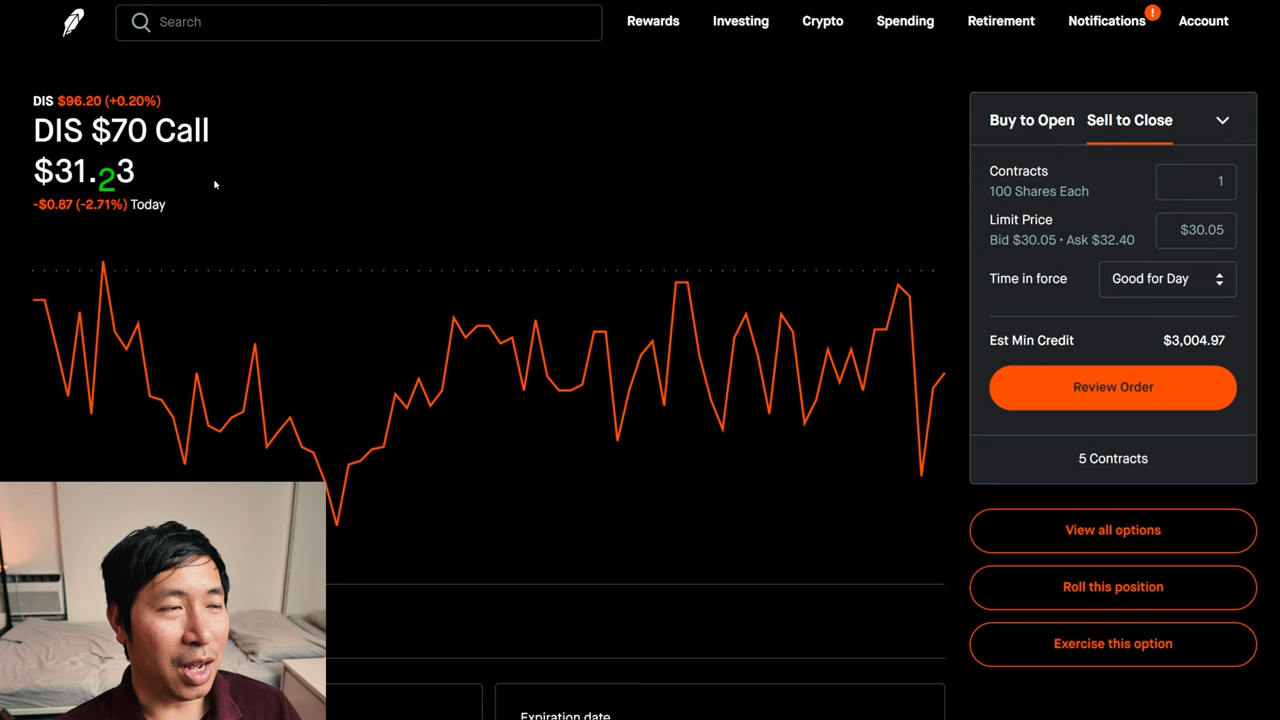 Search
Rewards Investing Crypto Spending Retirement Notifications ! Account
DIS $96.20 (+0.20%)
DIS $70 Call
$31.23
-$0.87 (-2.71%) Today
Buy to Open Sell to Close
Contracts
100 Shares Each
1
Limit Price
Bid $30.05 • Ask $32.40
$30.05
Time in force
Good for Day
Est Min Credit $3,004.97
Review Order
5 Contracts
View all options
Roll this position
Exercise this option
Expiration date